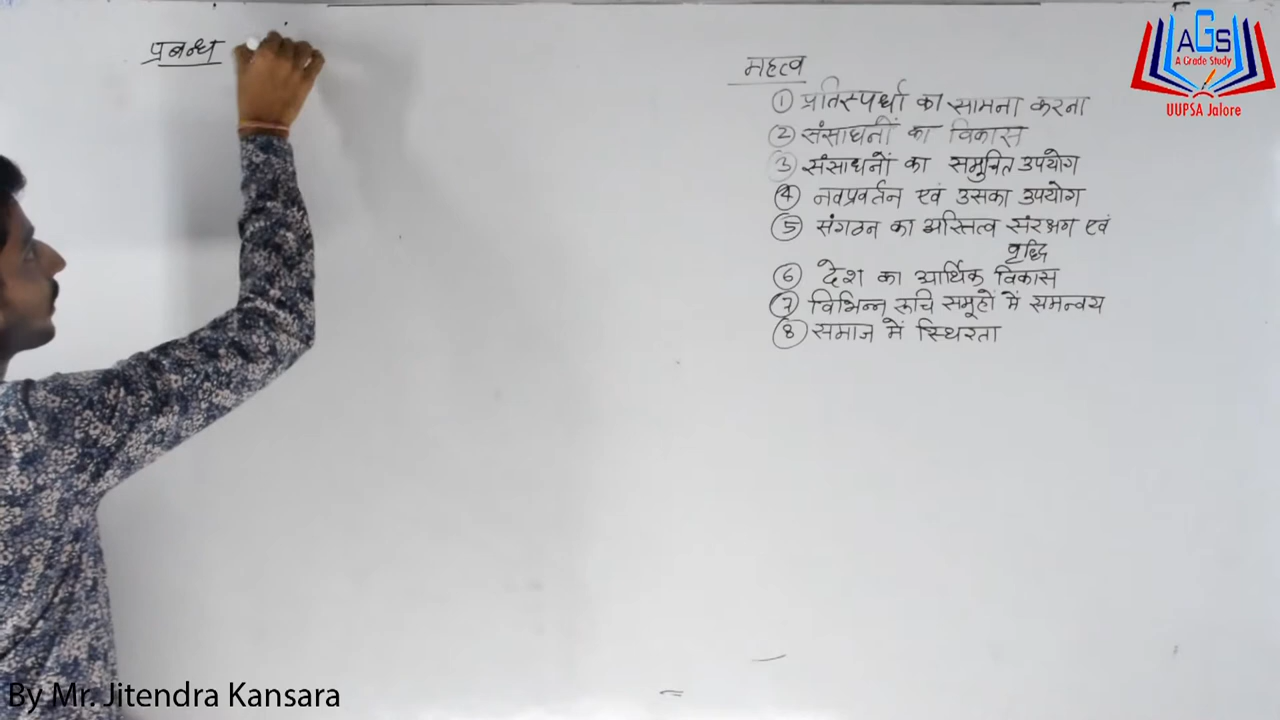 प्रबन्ध
महत्व
① प्रतिस्पर्धा का सामना करना
② संसाधनों का विकास
③ संसाधनों का समुचित उपयोग
④ नवप्रवर्तन एवं उसका उपयोग
⑤ संगठन का अस्तित्व संरक्षण एवं
वृद्धि
⑥ देश का आर्थिक विकास
⑦ विभिन्न रूचि समूहों में समन्वय
⑧ समाज में स्थिरता
AGS
A Grade Study
UUPSA Jalore
By Mr. Jitendra Kansara